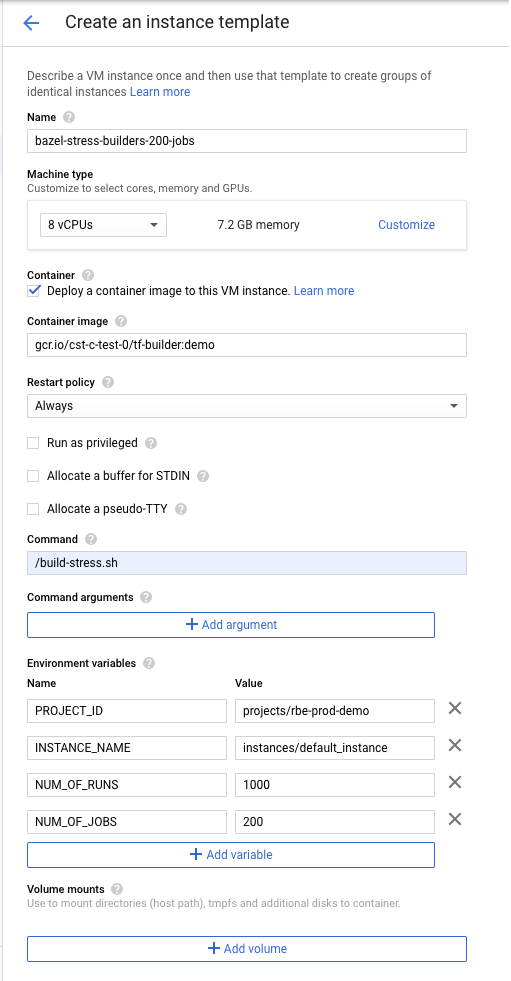 Create an instance template
Describe a VM instance once and then use that template to create groups of
identical instances Learn more
Name
bazel-stress-builders-200-jobs
Machine type
Customize to select cores, memory and GPUs.
8 vCPUs 7.2 GB memory Customize
Container
Deploy a container image to this VM instance. Learn more
Container image
gcr.io/cst-c-test-0/tf-builder:demo
Restart policy
Always
Run as privileged
Allocate a buffer for STDIN
Allocate a pseudo-TTY
Command
/build-stress.sh
Command arguments
+ Add argument
Environment variables
Name Value
PROJECT_ID projects/rbe-prod-demo
INSTANCE_NAME instances/default_instance
NUM_OF_RUNS 1000
NUM_OF_JOBS 200
+ Add variable
Volume mounts
Use to mount directories (host path), tmpfs and additional disks to container.
+ Add volume